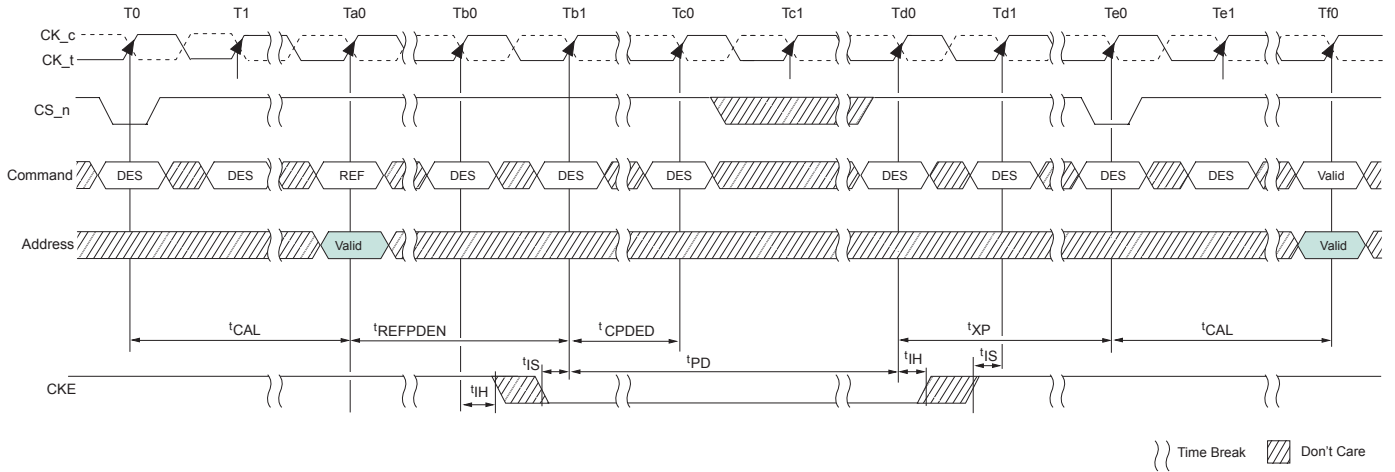 T0 T1 Ta0 Tb0 Tb1 Tc0 Tc1 Td0 Td1 Te0 Te1 Tf0
CK_c
CK_t
CS_n
Command DES DES REF DES DES DES DES DES DES DES Valid
Address Valid Valid
tCAL tREFPDEN tCPDED tXP tCAL
tIS tPD tIH tIS
CKE tIH
Time Break Don't Care